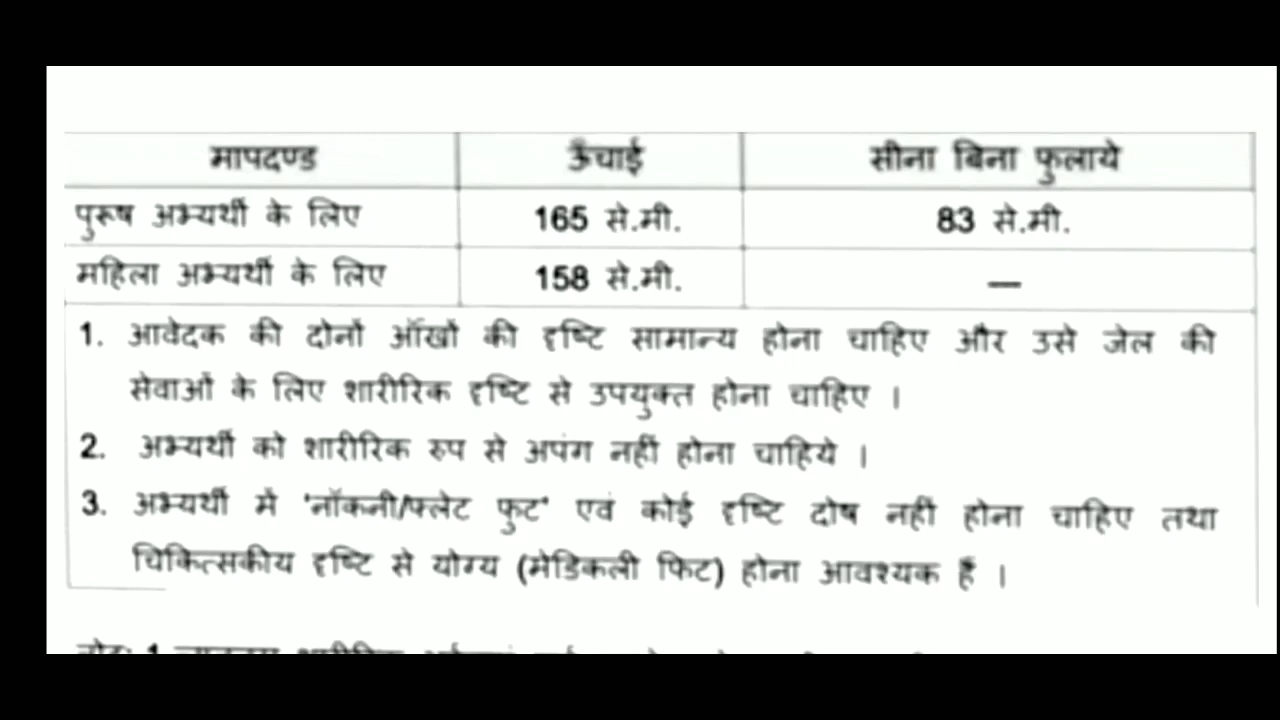 मापदण्ड ऊँचाई सीना बिना फुलाये
पुरूष अभ्यर्थी के लिए 165 से.मी. 83 से.मी.
महिला अभ्यर्थी के लिए 158 से.मी. —
1. आवेदक की दोनों आँखों की दृष्टि सामान्य होना चाहिए और उसे जेल की
सेवाओं के लिए शारीरिक दृष्टि से उपयुक्त होना चाहिए ।
2. अभ्यर्थी को शारीरिक रुप से अपंग नहीं होना चाहिये ।
3. अभ्यर्थी में 'नॉकनी/फ्लेट फुट' एवं कोई दृष्टि दोष नहीं होना चाहिए तथा
चिकित्सकीय दृष्टि से योग्य (मेडिकली फिट) होना आवश्यक है ।